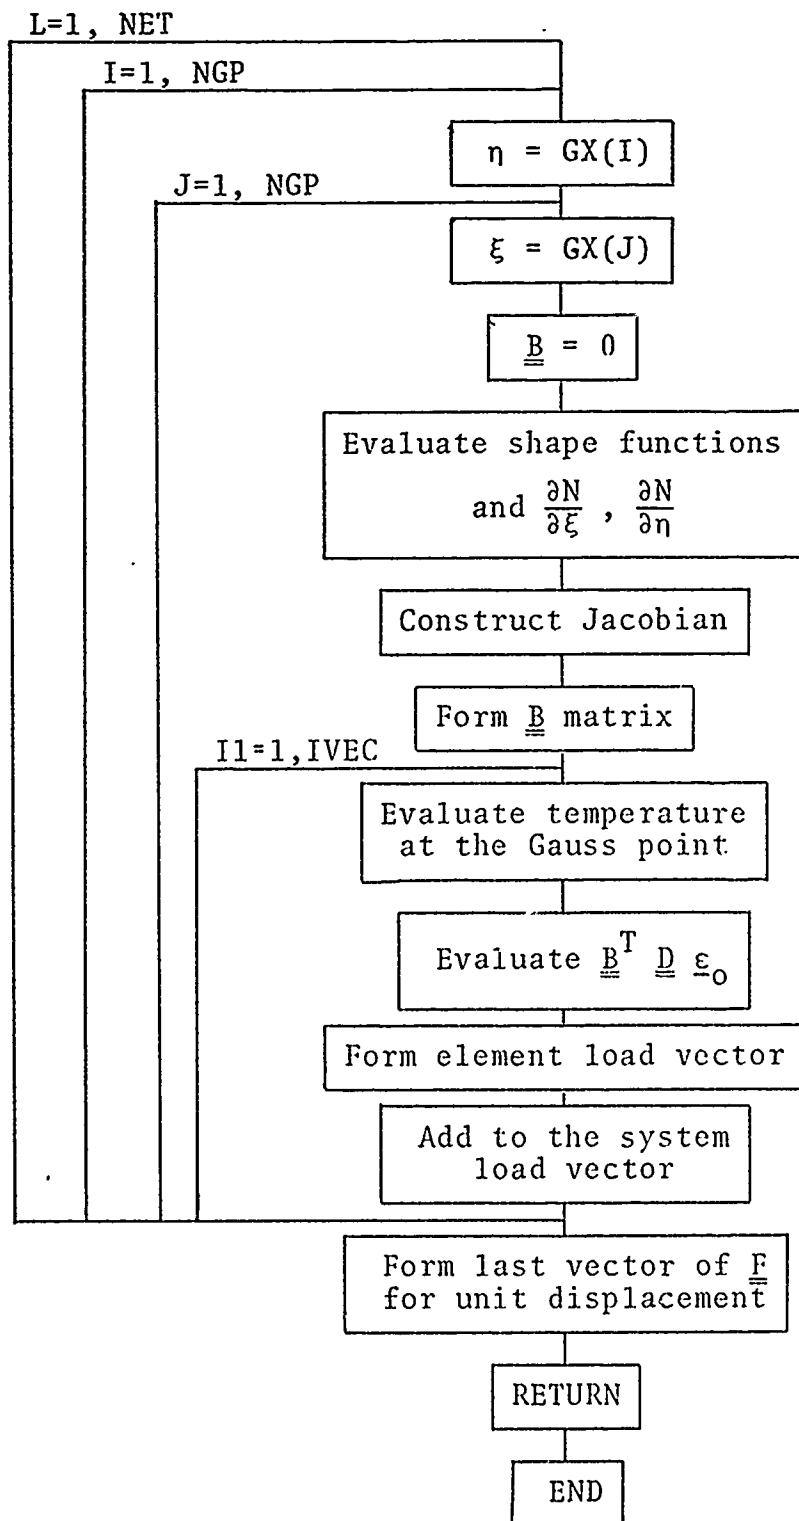 L=1, NET
I=1, NGP
η = GX(I)
J=1, NGP
ξ = GX(J)
B = 0
Evaluate shape functions
and ∂N/∂ξ , ∂N/∂η
Construct Jacobian
Form B matrix
I1=1,IVEC
Evaluate temperature
at the Gauss point
Evaluate B^T D ε_o
Form element load vector
Add to the system
load vector
Form last vector of F
for unit displacement
RETURN
END